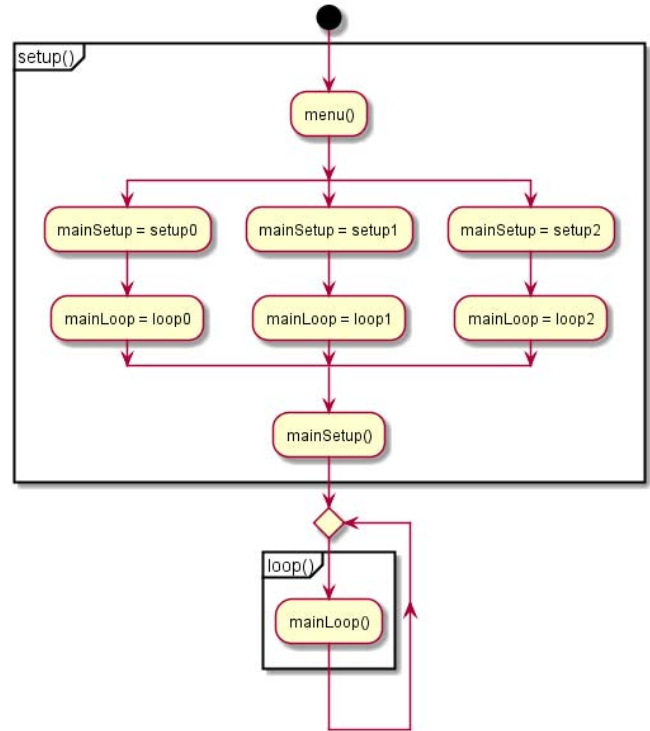 setup()
menu()
mainSetup = setup0
mainSetup = setup1
mainSetup = setup2
mainLoop = loop0
mainLoop = loop1
mainLoop = loop2
mainSetup()
loop()
mainLoop()